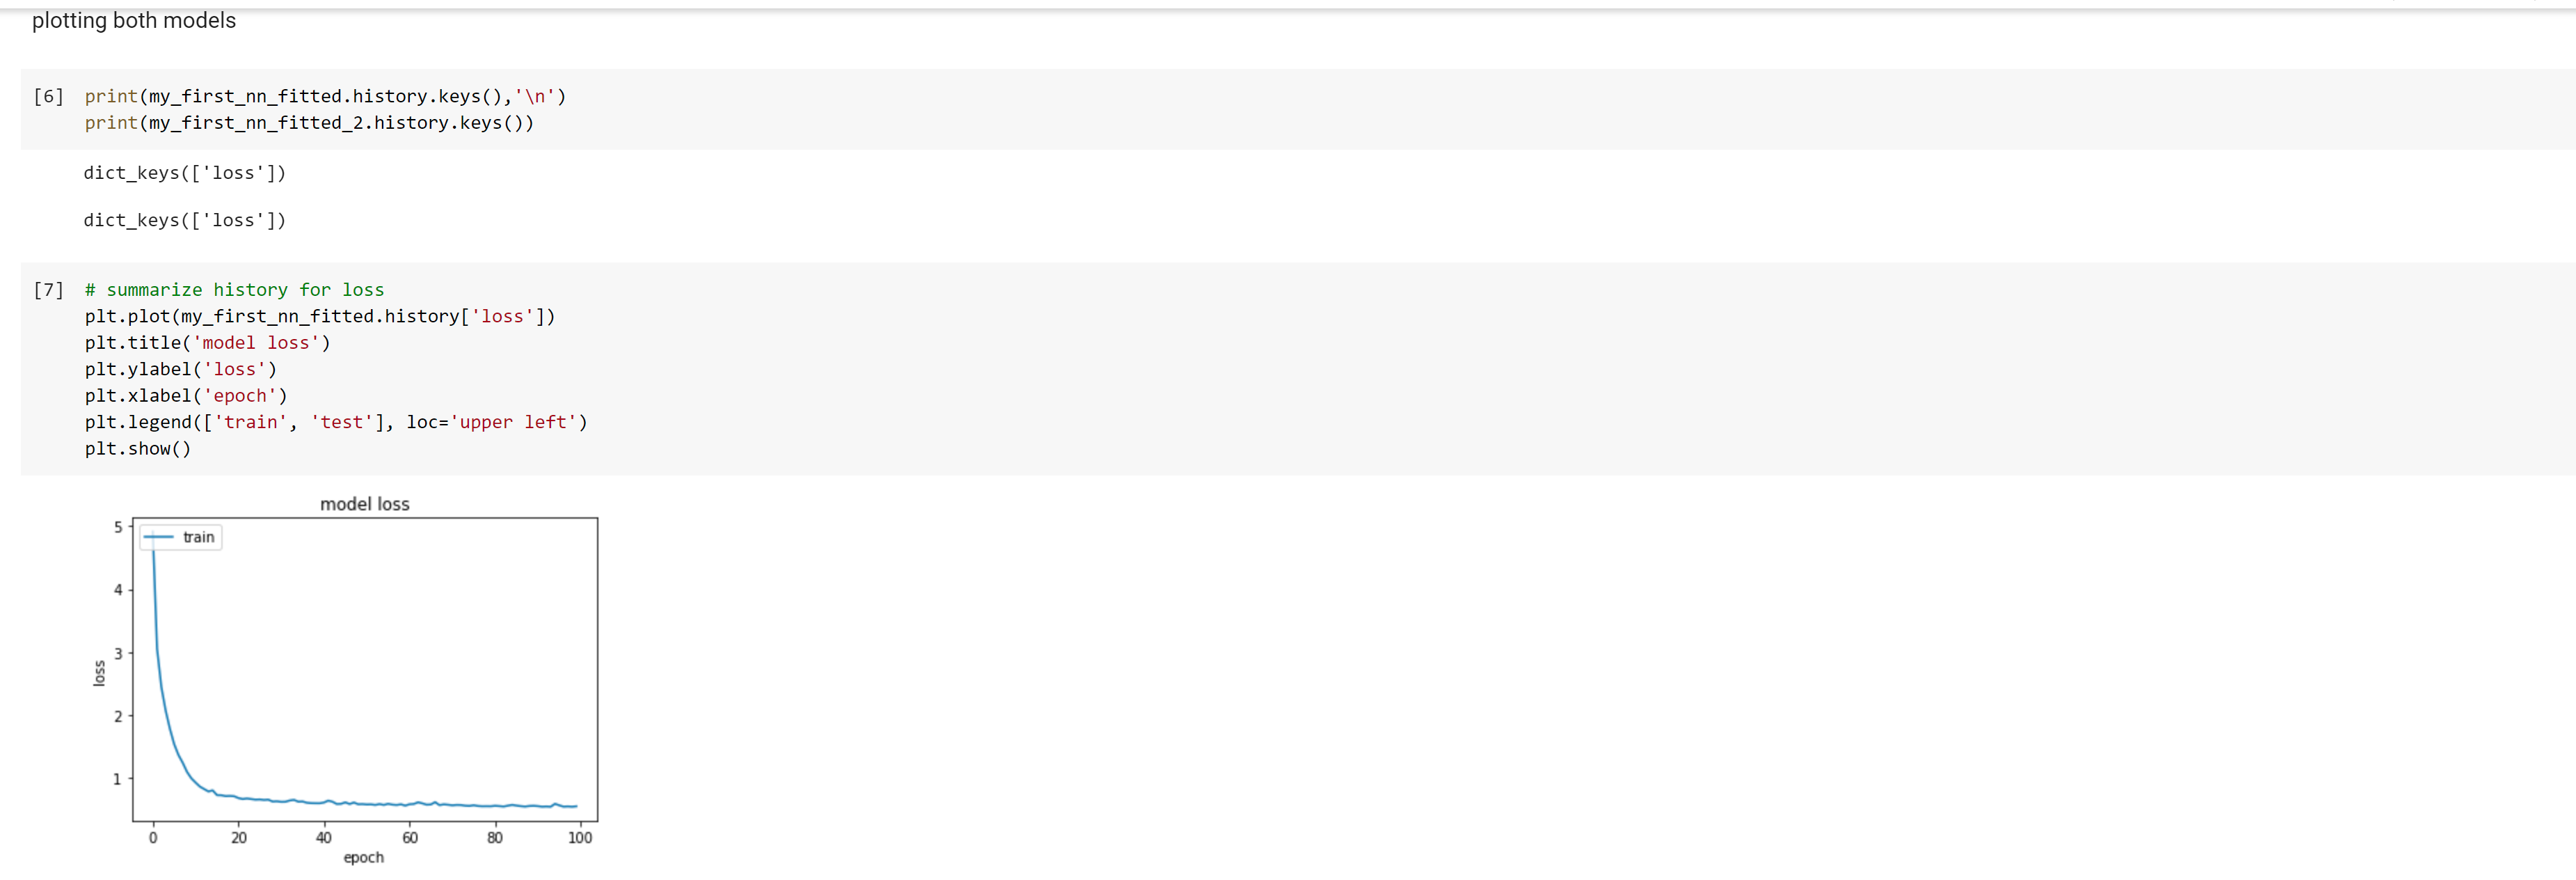 plotting both models
[6] print(my_first_nn_fitted.history.keys(),'\n')
print(my_first_nn_fitted_2.history.keys())
dict_keys(['loss'])
dict_keys(['loss'])
[7] # summarize history for loss
plt.plot(my_first_nn_fitted.history['loss'])
plt.title('model loss')
plt.ylabel('loss')
plt.xlabel('epoch')
plt.legend(['train', 'test'], loc='upper left')
plt.show()
model loss
train
5
4
3
2
1
loss
0 20 40 60 80 100
epoch